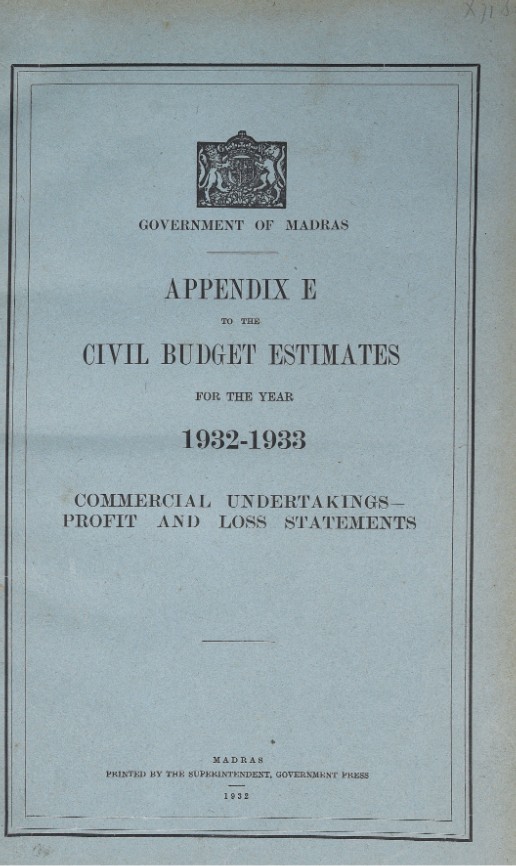 GOVERNMENT OF MADRAS
APPENDIX E
TO THE
CIVIL BUDGET ESTIMATES
FOR THE YEAR
1932-1933
COMMERCIAL UNDERTAKINGS—
PROFIT AND LOSS STATEMENTS
MADRAS
PRINTED BY THE SUPERINTENDENT, GOVERNMENT PRESS
1932